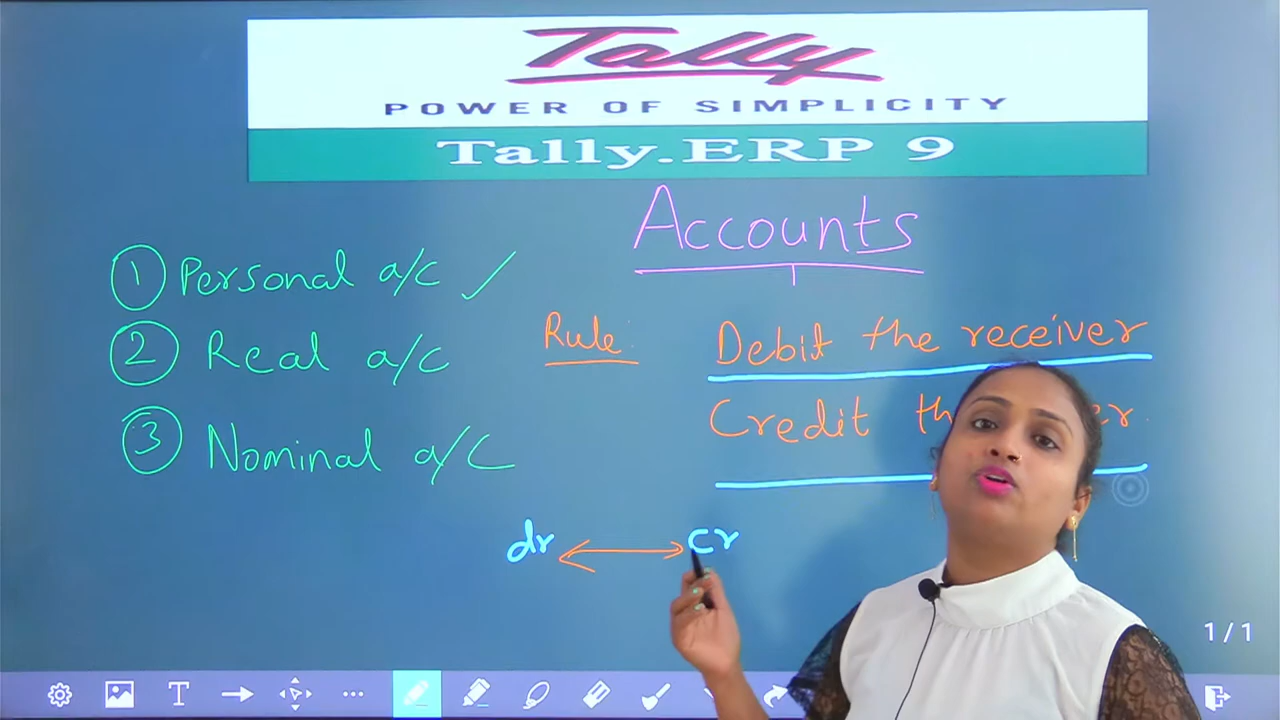 Tally
POWER OF SIMPLICITY
Tally.ERP 9
Accounts
1 Personal a/c ✓
2 Real a/c
3 Nominal a/c
Rule:
Debit the receiver
Credit
dr ↔ cr
1/1
T